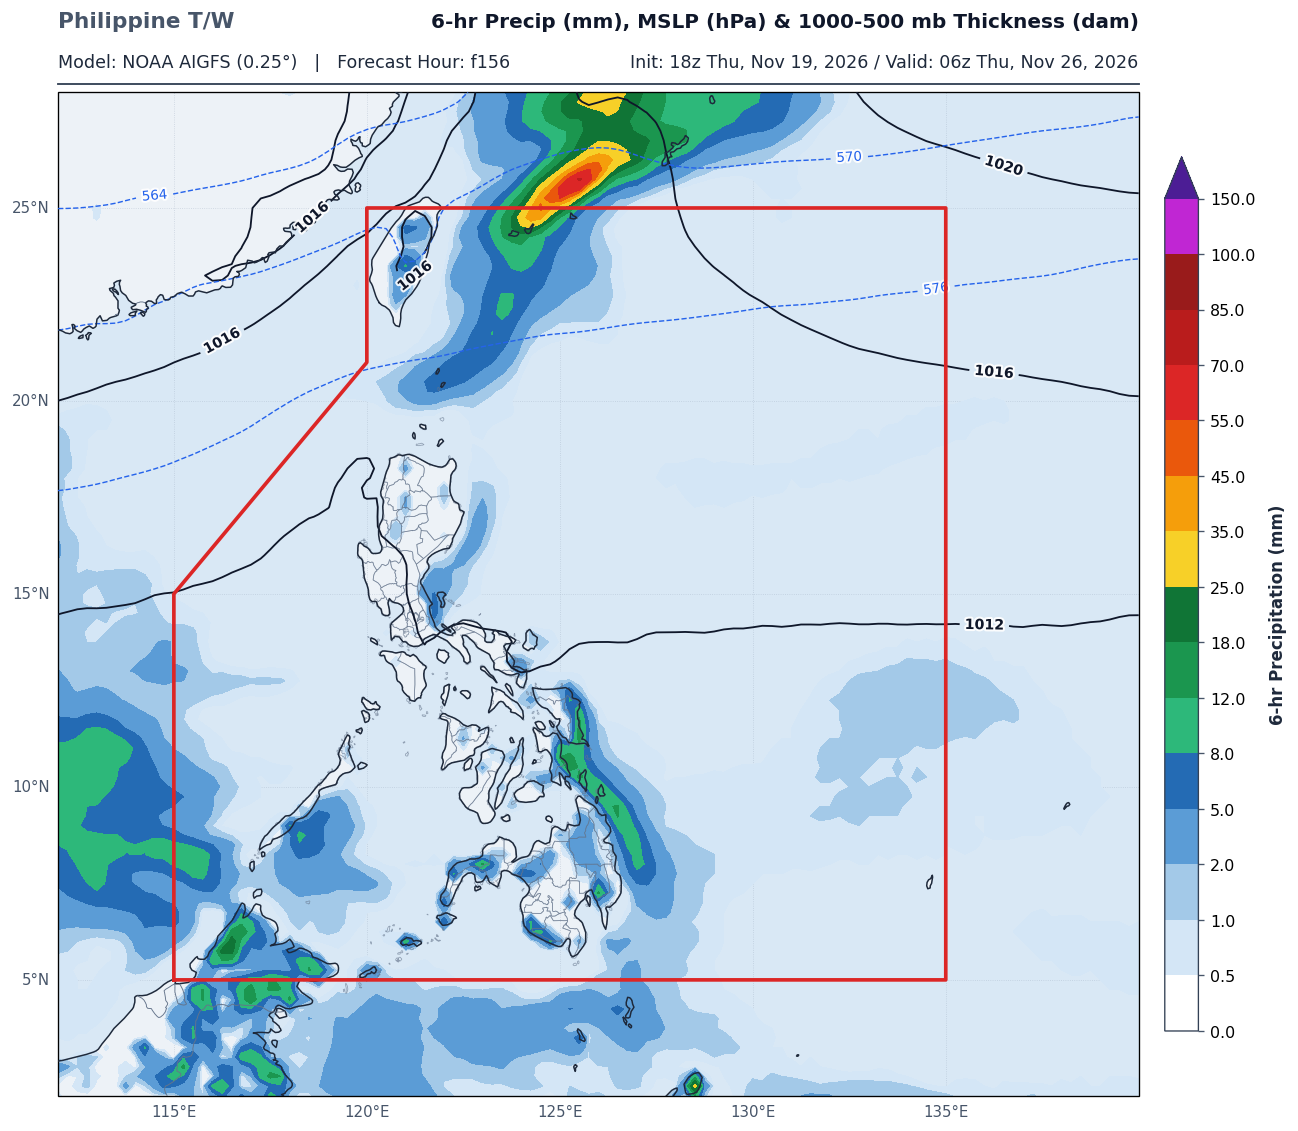 Philippine T/W
6-hr Precip (mm), MSLP (hPa) & 1000-500 mb Thickness (dam)
Model: NOAA AIGFS (0.25°) | Forecast Hour: f156
Init: 18z Thu, Nov 19, 2026 / Valid: 06z Thu, Nov 26, 2026
1020
570
564
1016
25°N
1016
576
1016
1016
20°N
15°N
1012
10°N
5°N
115°E
120°E
125°E
130°E
135°E
150.0
100.0
85.0
70.0
55.0
45.0
35.0
25.0
18.0
12.0
8.0
5.0
2.0
1.0
0.5
0.0
6-hr Precipitation (mm)